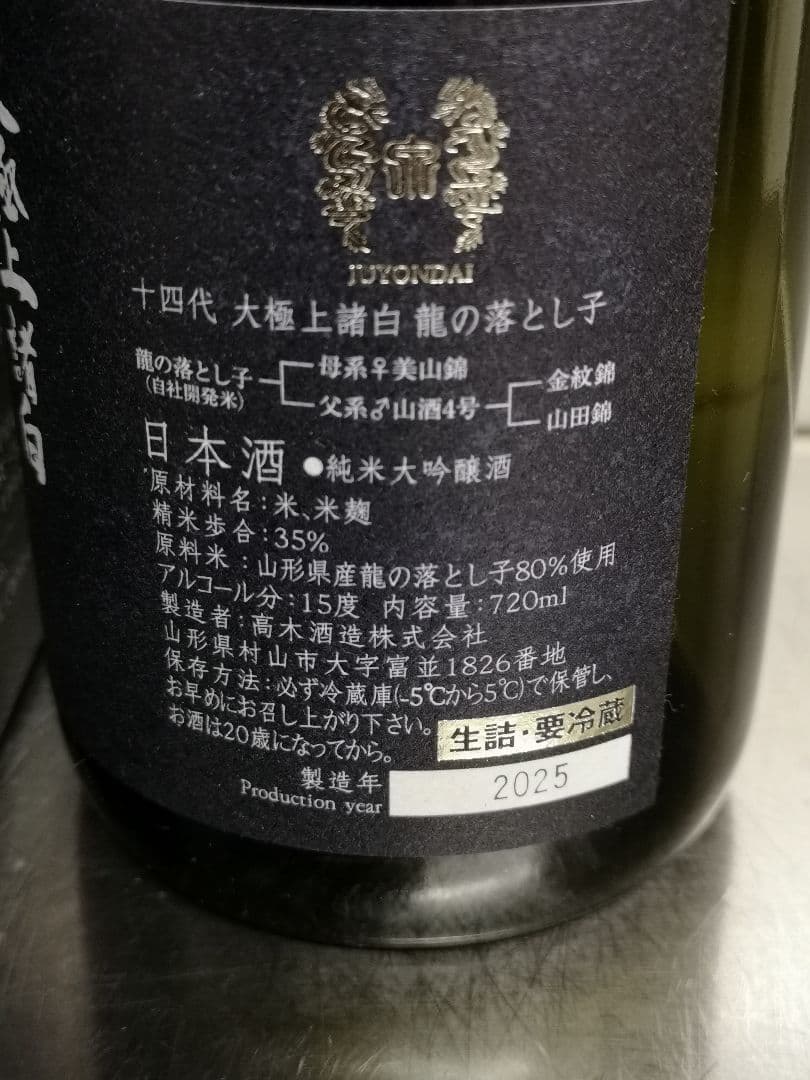 極上諸白
JUYONDAI
十四代 大極上諸白 龍の落とし子
龍の落とし子
(自社開発米)
母系♀美山錦
父系♂山酒4号
金紋錦
山田錦
日本酒 ●純米大吟醸酒
原材料名:米、米麹
精米歩合:35%
原料米:山形県産龍の落とし子80%使用
アルコール分:15度 内容量:720ml
製造者:高木酒造株式会社
山形県村山市大字富並1826番地
保存方法:必ず冷蔵庫(-5℃から5℃)で保管し、
お早めにお召し上がり下さい。
お酒は20歳になってから。
生詰・要冷蔵
製造年
Production year
2025